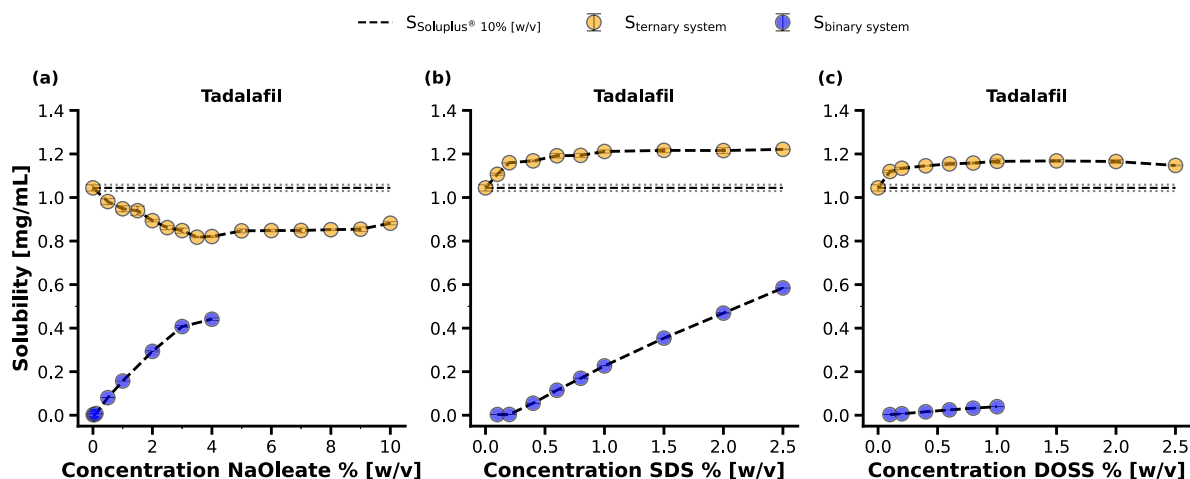 S Soluplus® 10% [w/v] S ternary system S binary system
(a) (b) (c)
Tadalafil Tadalafil Tadalafil
Solubility [mg/mL]
1.4 1.4 1.4
1.2 1.2 1.2
1.0 1.0 1.0
0.8 0.8 0.8
0.6 0.6 0.6
0.4 0.4 0.4
0.2 0.2 0.2
0.0 0.0 0.0
0 2 4 6 8 10 0.0 0.5 1.0 1.5 2.0 2.5 0.0 0.5 1.0 1.5 2.0 2.5
Concentration NaOleate % [w/v] Concentration SDS % [w/v] Concentration DOSS % [w/v]